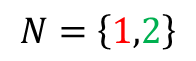 N = {1,2}